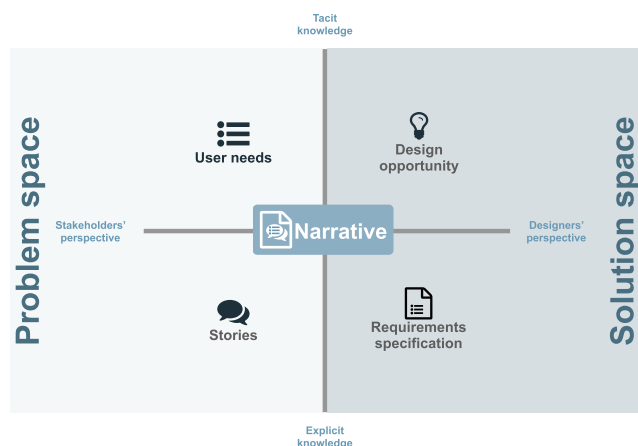 Tacit
knowledge
Problem space
User needs
Design
opportunity
Stakeholders'
perspective
Narrative
Designers'
perspective
Stories
Requirements
specification
Solution space
Explicit
knowledge